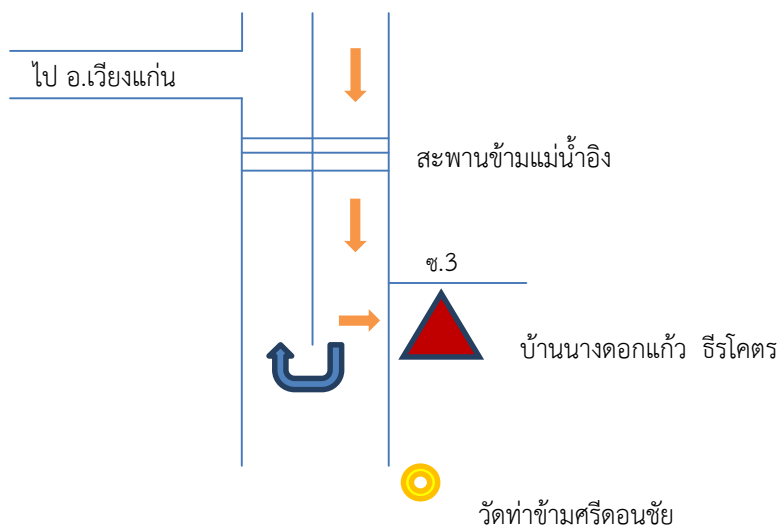 ไป อ.เวียงแก่น
สะพานข้ามแม่น้ำอิง
ซ.3
บ้านนางดอกแก้ว ธีรโคตร
วัดท่าข้ามศรีดอนชัย